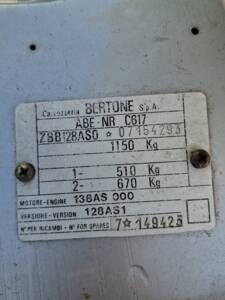 Carrozzeria BERTONE S.p.A.
ABE-NR C617
ZBB128AS0 ☆ 07154293
1150 Kg
1- 510 Kg
2- 670 Kg
MOTORE-ENGINE 138AS 000
VERSIONE-VERSION 128AS1
N° PER RICAMBI - N° FOR SPARES 7☆149425